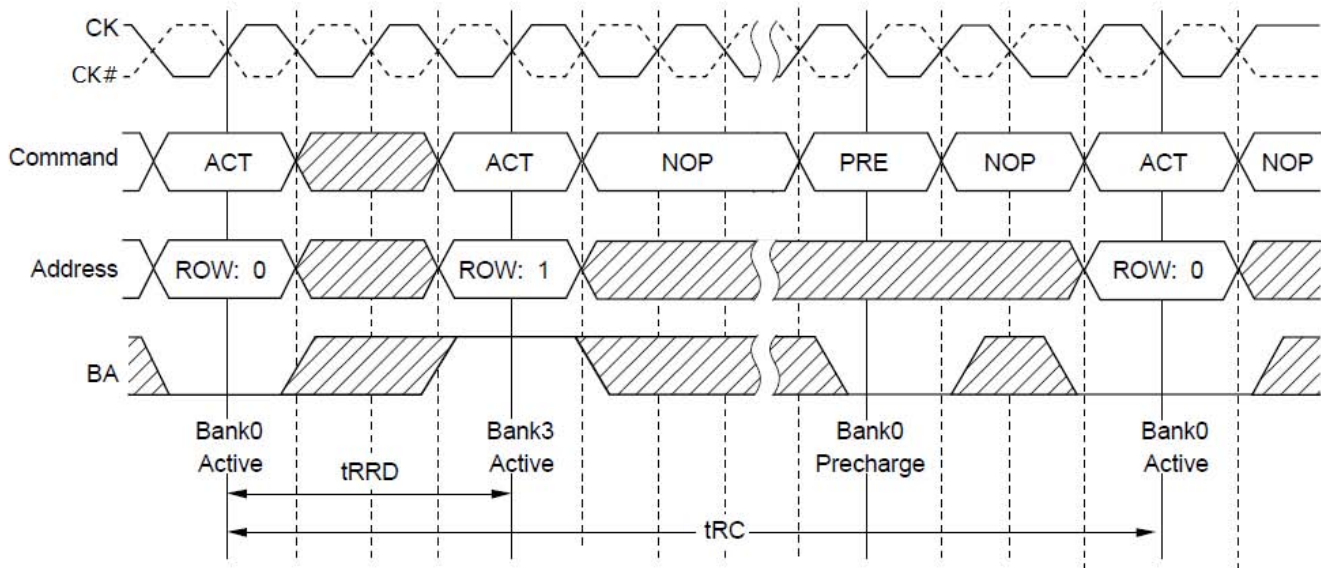 CK
CK#
Command
ACT
ACT
NOP
PRE
NOP
ACT
NOP
Address
ROW: 0
ROW: 1
ROW: 0
BA
Bank0
Active
Bank3
Active
Bank0
Precharge
Bank0
Active
tRRD
tRC